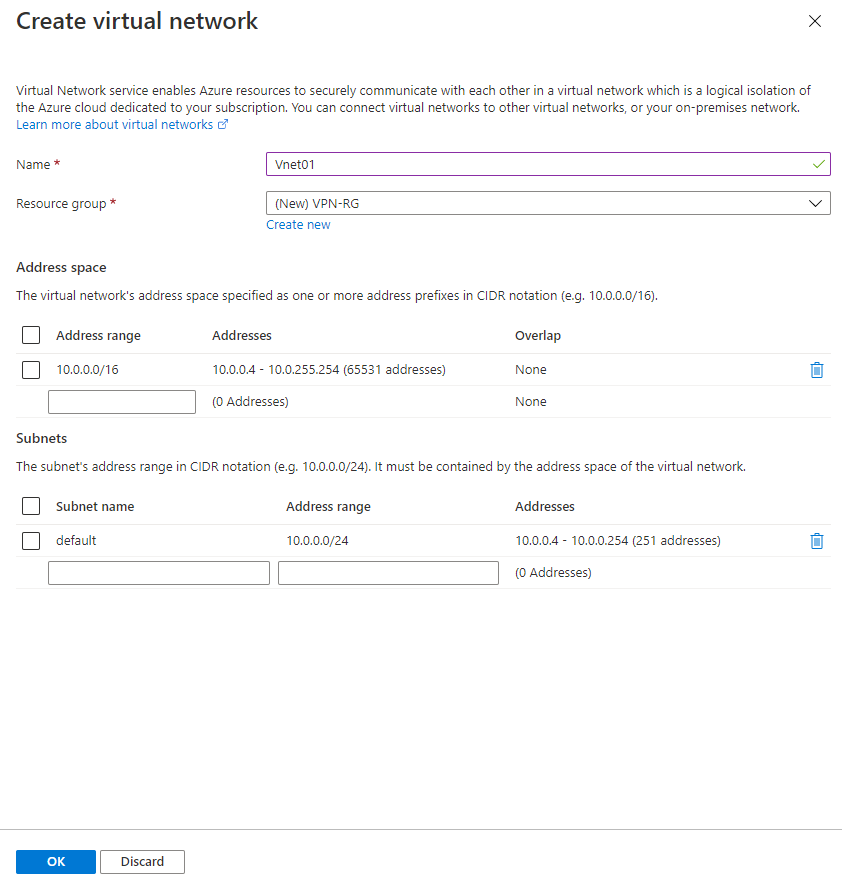 Create virtual network
Virtual Network service enables Azure resources to securely communicate with each other in a virtual network which is a logical isolation of
the Azure cloud dedicated to your subscription. You can connect virtual networks to other virtual networks, or your on-premises network.
Learn more about virtual networks
Name *
Vnet01
Resource group *
(New) VPN-RG
Create new
Address space
The virtual network's address space specified as one or more address prefixes in CIDR notation (e.g. 10.0.0.0/16).
Address range Addresses Overlap
10.0.0.0/16 10.0.0.4 - 10.0.255.254 (65531 addresses) None
(0 Addresses) None
Subnets
The subnet's address range in CIDR notation (e.g. 10.0.0.0/24). It must be contained by the address space of the virtual network.
Subnet name Address range Addresses
default 10.0.0.0/24 10.0.0.4 - 10.0.0.254 (251 addresses)
(0 Addresses)
OK Discard